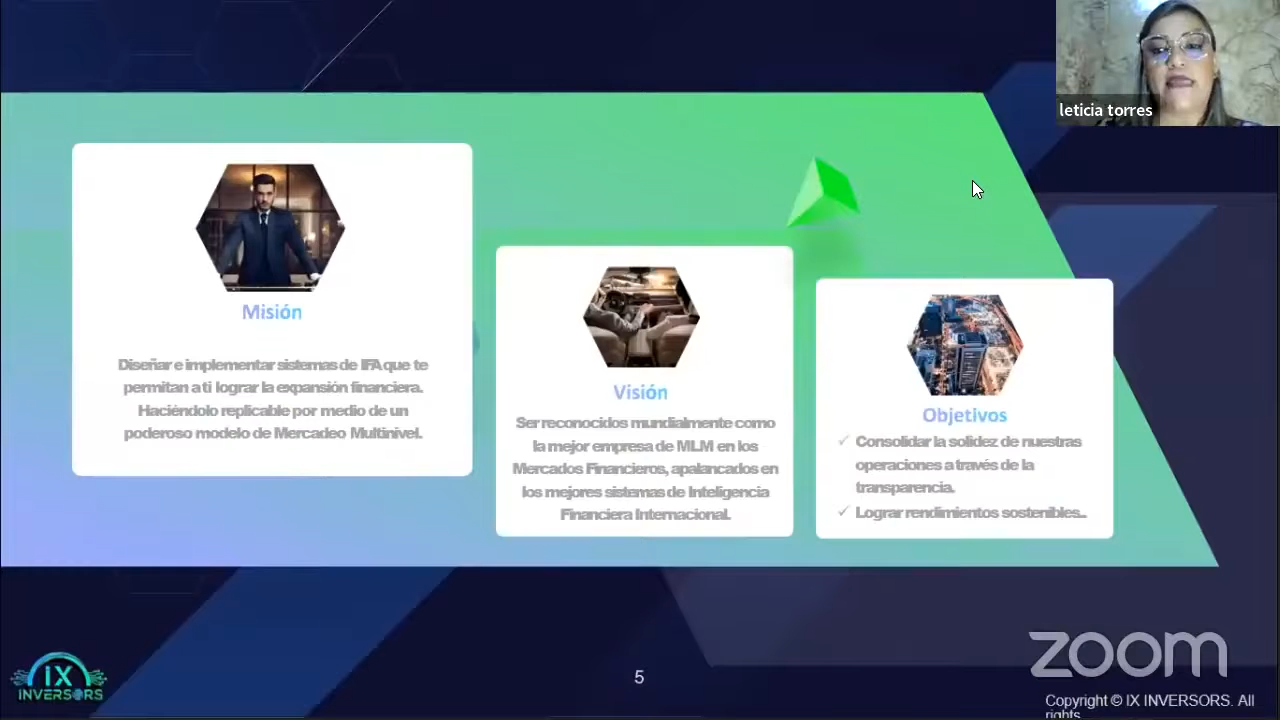 leticia torres
Misión
Diseñar e implementar sistemas de IFA que te
permitan a ti lograr la expansión financiera.
Haciéndolo replicable por medio de un
poderoso modelo de Mercadeo Multinivel.
Visión
Ser reconocidos mundialmente como
la mejor empresa de MLM en los
Mercados Financieros, apalancados en
los mejores sistemas de Inteligencia
Financiera Internacional.
Objetivos
✓ Consolidar la solidez de nuestras
operaciones a través de la
transparencia.
✓ Lograr rendimientos sostenibles..
IX
INVERSORS
5
zoom
Copyright © IX INVERSORS. All
rights